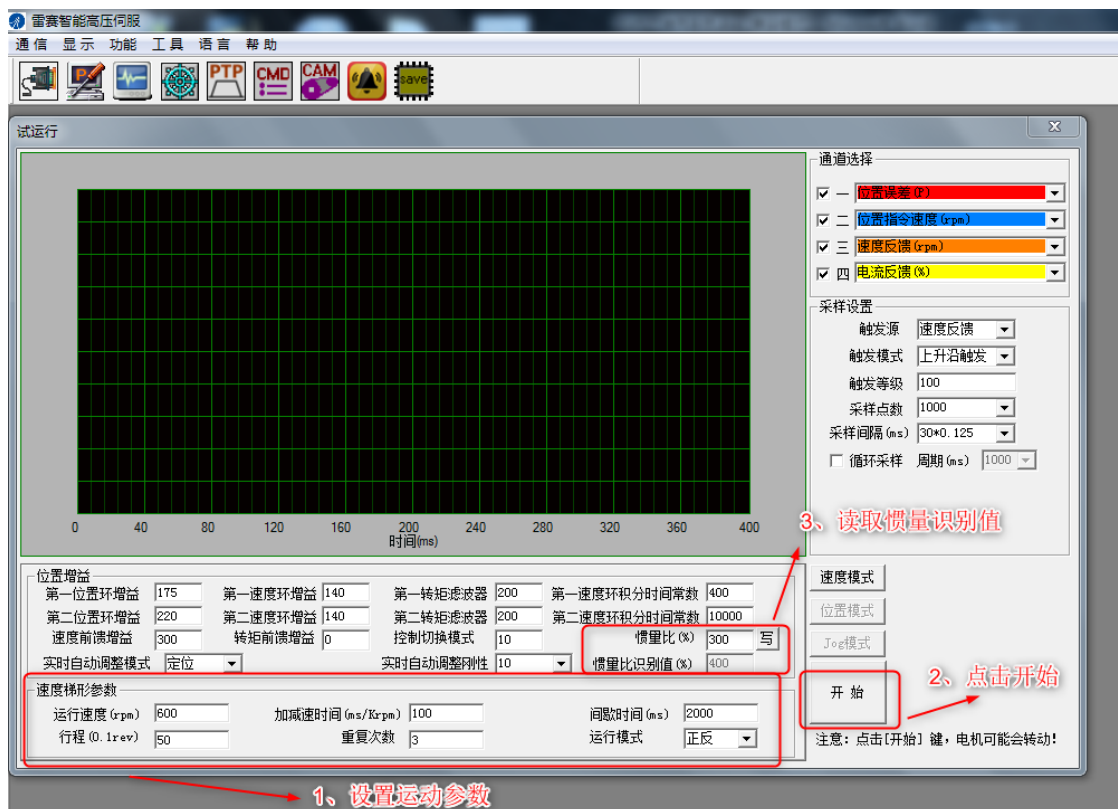 雷赛智能高压伺服
通信 显示 功能 工具 语言 帮助
PTP CMD CAM save
试运行
通道选择
一 位置误差(P)
二 位置指令速度(rpm)
三 速度反馈(rpm)
四 电流反馈(%)
采样设置
触发源 速度反馈
触发模式 上升沿触发
触发等级 100
采样点数 1000
采样间隔(ms) 30*0.125
循环采样 周期(ms) 1000
0 40 80 120 160 200 240 280 320 360 400
时间(ms)
3、读取惯量识别值
位置增益
第一位置环增益 175 第一速度环增益 140 第一转矩滤波器 200 第一速度环积分时间常数 400
第二位置环增益 220 第二速度环增益 140 第二转矩滤波器 200 第二速度环积分时间常数 10000
速度前馈增益 300 转矩前馈增益 0 控制切换模式 10 惯量比(%) 300 写
实时自动调整模式 定位 实时自动调整刚性 10 惯量比识别值(%) 400
速度模式
位置模式
Jog模式
开 始
2、点击开始
注意：点击[开始] 键，电机可能会转动!
速度梯形参数
运行速度(rpm) 600 加减速时间(ms/Krpm) 100 间歇时间(ms) 2000
行程(0.1rev) 50 重复次数 3 运行模式 正反
1、设置运动参数